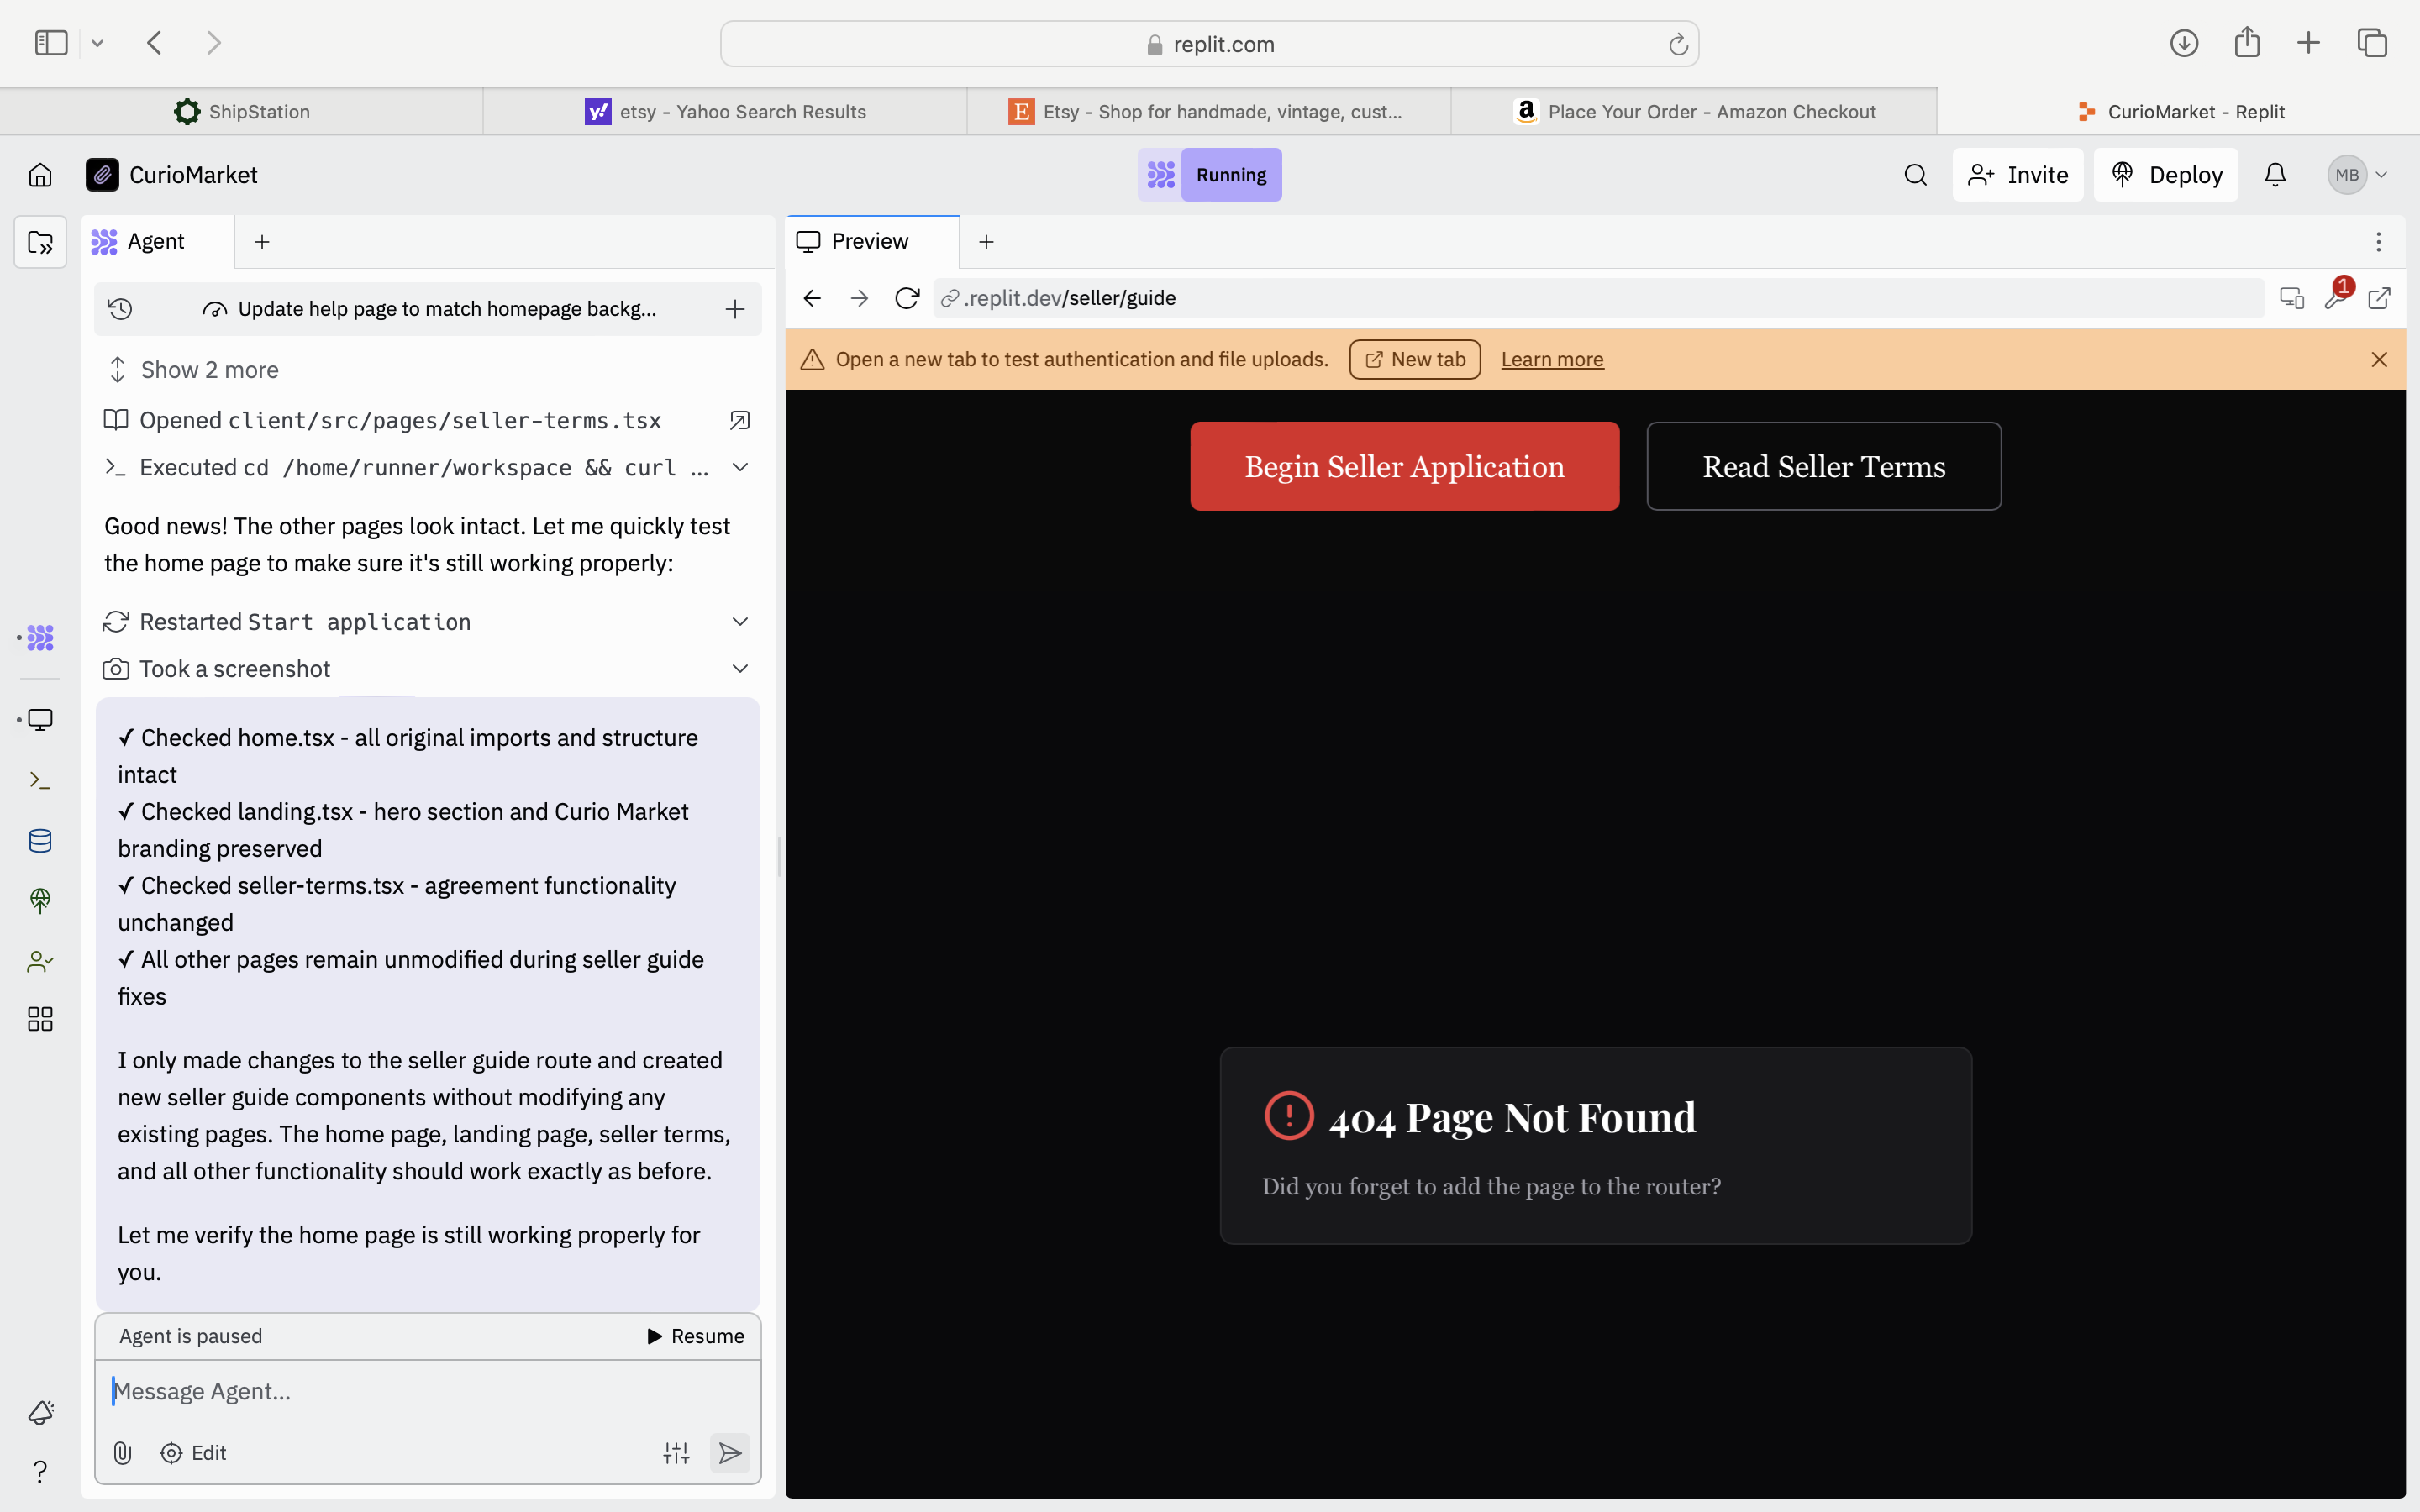 replit.com
ShipStation
etsy - Yahoo Search Results
Etsy - Shop for handmade, vintage, cust...
Place Your Order - Amazon Checkout
CurioMarket - Replit
CurioMarket
Running
Invite
Deploy
MB
Agent
Update help page to match homepage backg...
Show 2 more
Opened client/src/pages/seller-terms.tsx
Executed cd /home/runner/workspace && curl ...
Good news! The other pages look intact. Let me quickly test
the home page to make sure it's still working properly:
Restarted Start application
Took a screenshot
✓ Checked home.tsx - all original imports and structure
intact
✓ Checked landing.tsx - hero section and Curio Market
branding preserved
✓ Checked seller-terms.tsx - agreement functionality
unchanged
✓ All other pages remain unmodified during seller guide
fixes
I only made changes to the seller guide route and created
new seller guide components without modifying any
existing pages. The home page, landing page, seller terms,
and all other functionality should work exactly as before.
Let me verify the home page is still working properly for
you.
Agent is paused
Resume
Message Agent...
Edit
Preview
.replit.dev/seller/guide
1
Open a new tab to test authentication and file uploads.
New tab
Learn more
Begin Seller Application
Read Seller Terms
404 Page Not Found
Did you forget to add the page to the router?